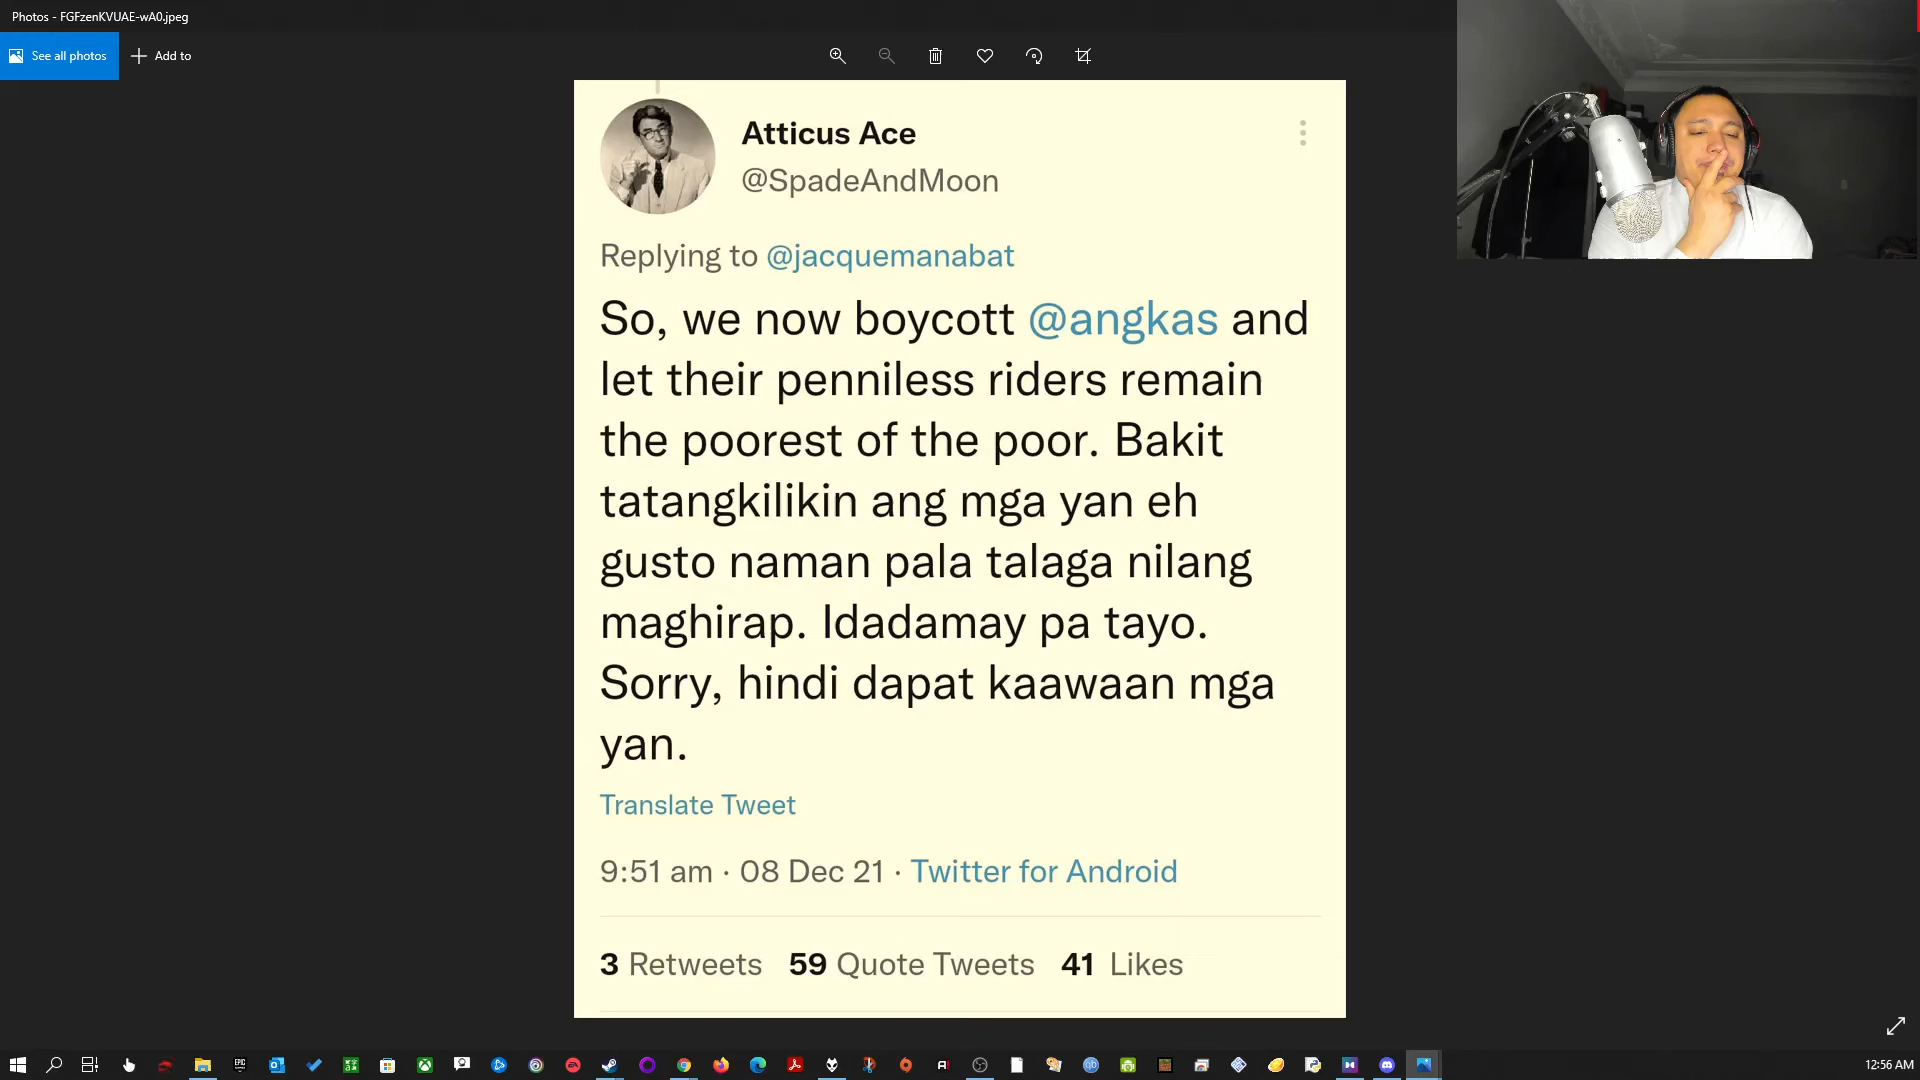 Photos - FGFzenKVUAE-wA0.jpeg
See all photos
Add to
Atticus Ace
@SpadeAndMoon
Replying to @jacquemanabat
So, we now boycott @angkas and
let their penniless riders remain
the poorest of the poor. Bakit
tatangkilikin ang mga yan eh
gusto naman pala talaga nilang
maghirap. Idadamay pa tayo.
Sorry, hindi dapat kaawaan mga
yan.
Translate Tweet
9:51 am · 08 Dec 21 · Twitter for Android
3 Retweets 59 Quote Tweets 41 Likes
12:56 AM